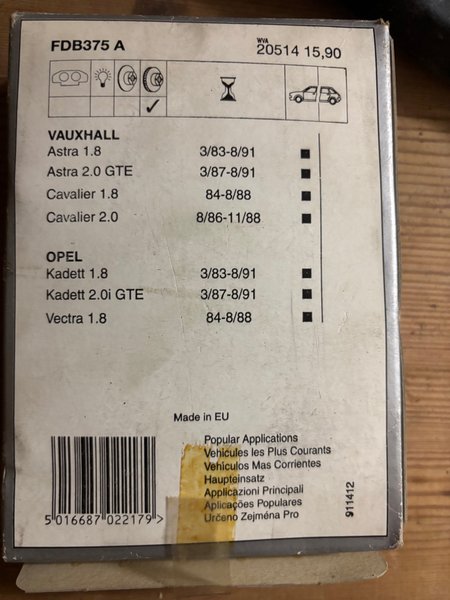 FDB375 A
WVA
20514 15,90
VAUXHALL
Astra 1.8 3/83-8/91
Astra 2.0 GTE 3/87-8/91
Cavalier 1.8 84-8/88
Cavalier 2.0 8/86-11/88
OPEL
Kadett 1.8 3/83-8/91
Kadett 2.0i GTE 3/87-8/91
Vectra 1.8 84-8/88
Made in EU
Popular Applications
Vehicules les Plus Courants
Vehículos Mas Corrientes
Haupteinsatz
Applicazioni Principali
Aplicações Populares
Určeno Zejména Pro
5 016687 022179 >
911412